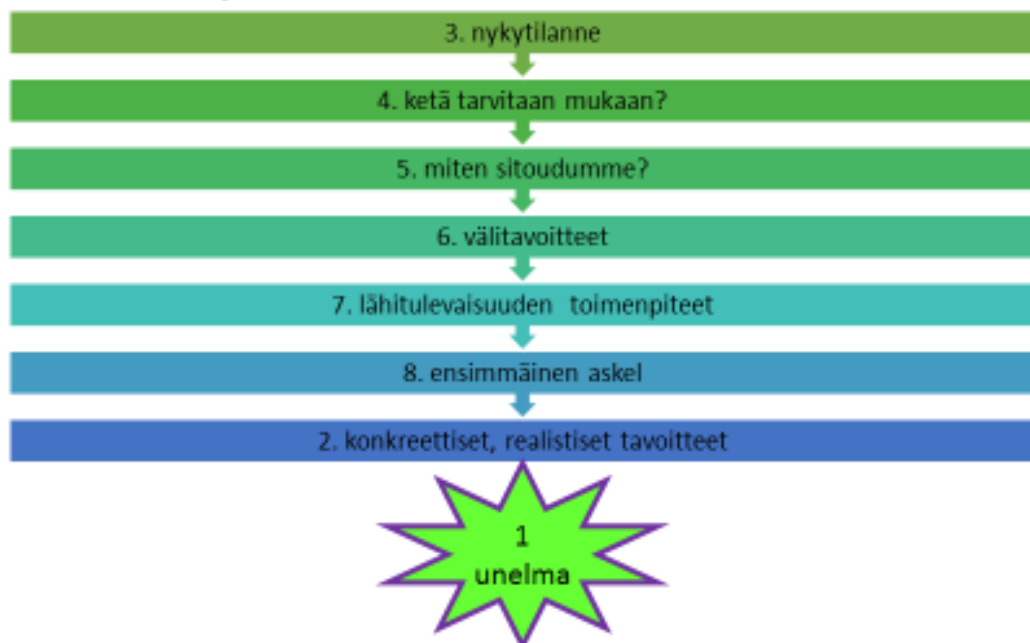 3. nykytilanne
4. ketä tarvitaan mukaan?
5. miten sitoudumme?
6. välitavoitteet
7. lähitulevaisuuden toimenpiteet
8. ensimmäinen askel
2. konkreettiset, realistiset tavoitteet
1
unelma